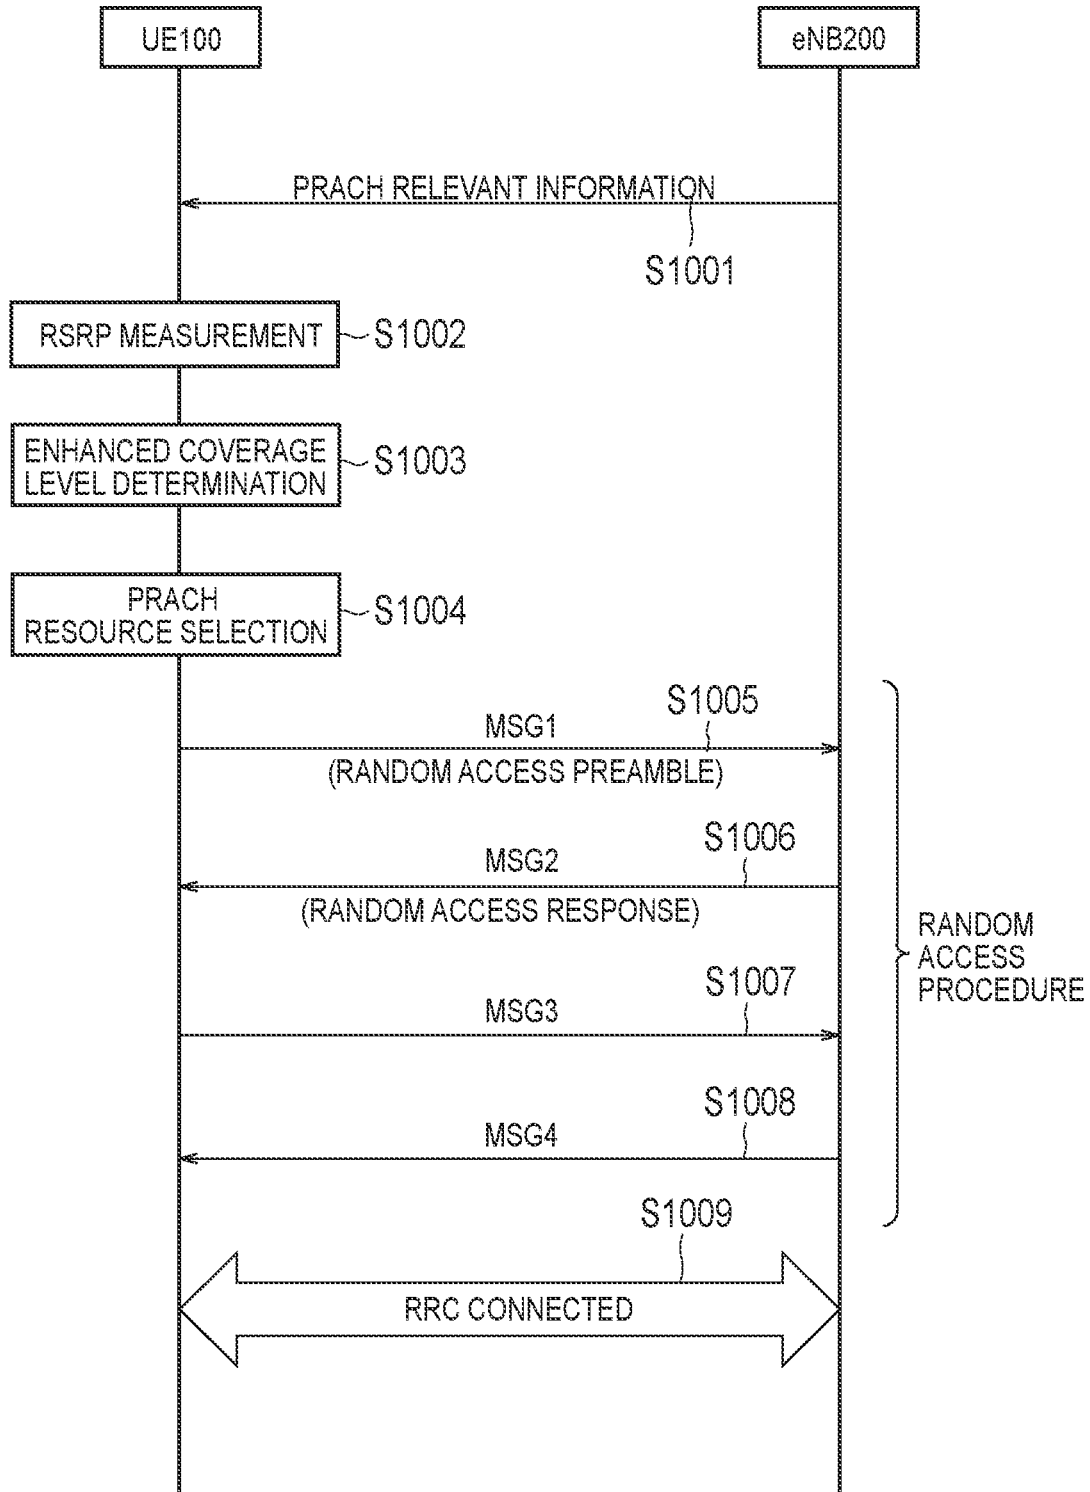 UE100
eNB200
PRACH RELEVANT INFORMATION
S1001
RSRP MEASUREMENT
S1002
ENHANCED COVERAGE
LEVEL DETERMINATION
S1003
PRACH
RESOURCE SELECTION
S1004
S1005
MSG1
(RANDOM ACCESS PREAMBLE)
S1006
MSG2
(RANDOM ACCESS RESPONSE)
RANDOM
ACCESS
PROCEDURE
S1007
MSG3
S1008
MSG4
S1009
RRC CONNECTED